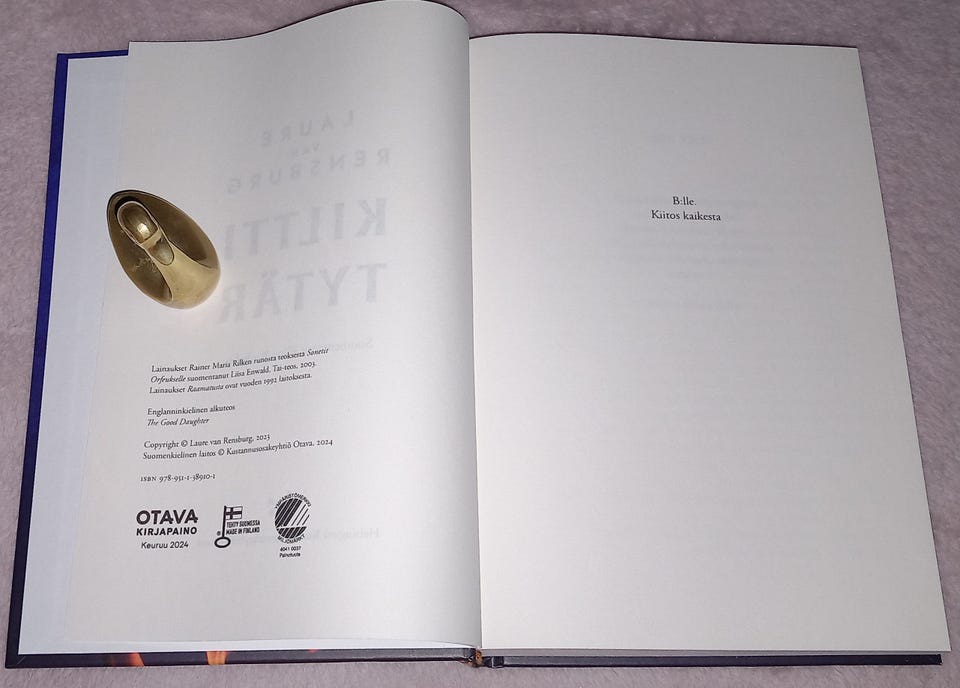 LAURE
VAN
RENSBURG
KILTTI
TYTÄR
Lainaukset Rainer Maria Rilken runosta teoksesta Sonetit
Orfeukselle suomentanut Liisa Enwald, Tai-teos, 2003.
Lainaukset Raamatusta ovat vuoden 1992 laitoksesta.
Englanninkielinen alkuteos
The Good Daughter
Copyright © Laure van Rensburg, 2023
Suomenkielinen laitos © Kustannusosakeyhtiö Otava, 2024
ISBN 978-951-1-38910-1
OTAVA
KIRJAPAINO
Keuruu 2024
TEHTY SUOMESSA
MADE IN FINLAND
YMPÄRISTÖMERKKI
MILJÖMÄRKT
4041 0037
Painotuote
B:lle.
Kiitos kaikesta